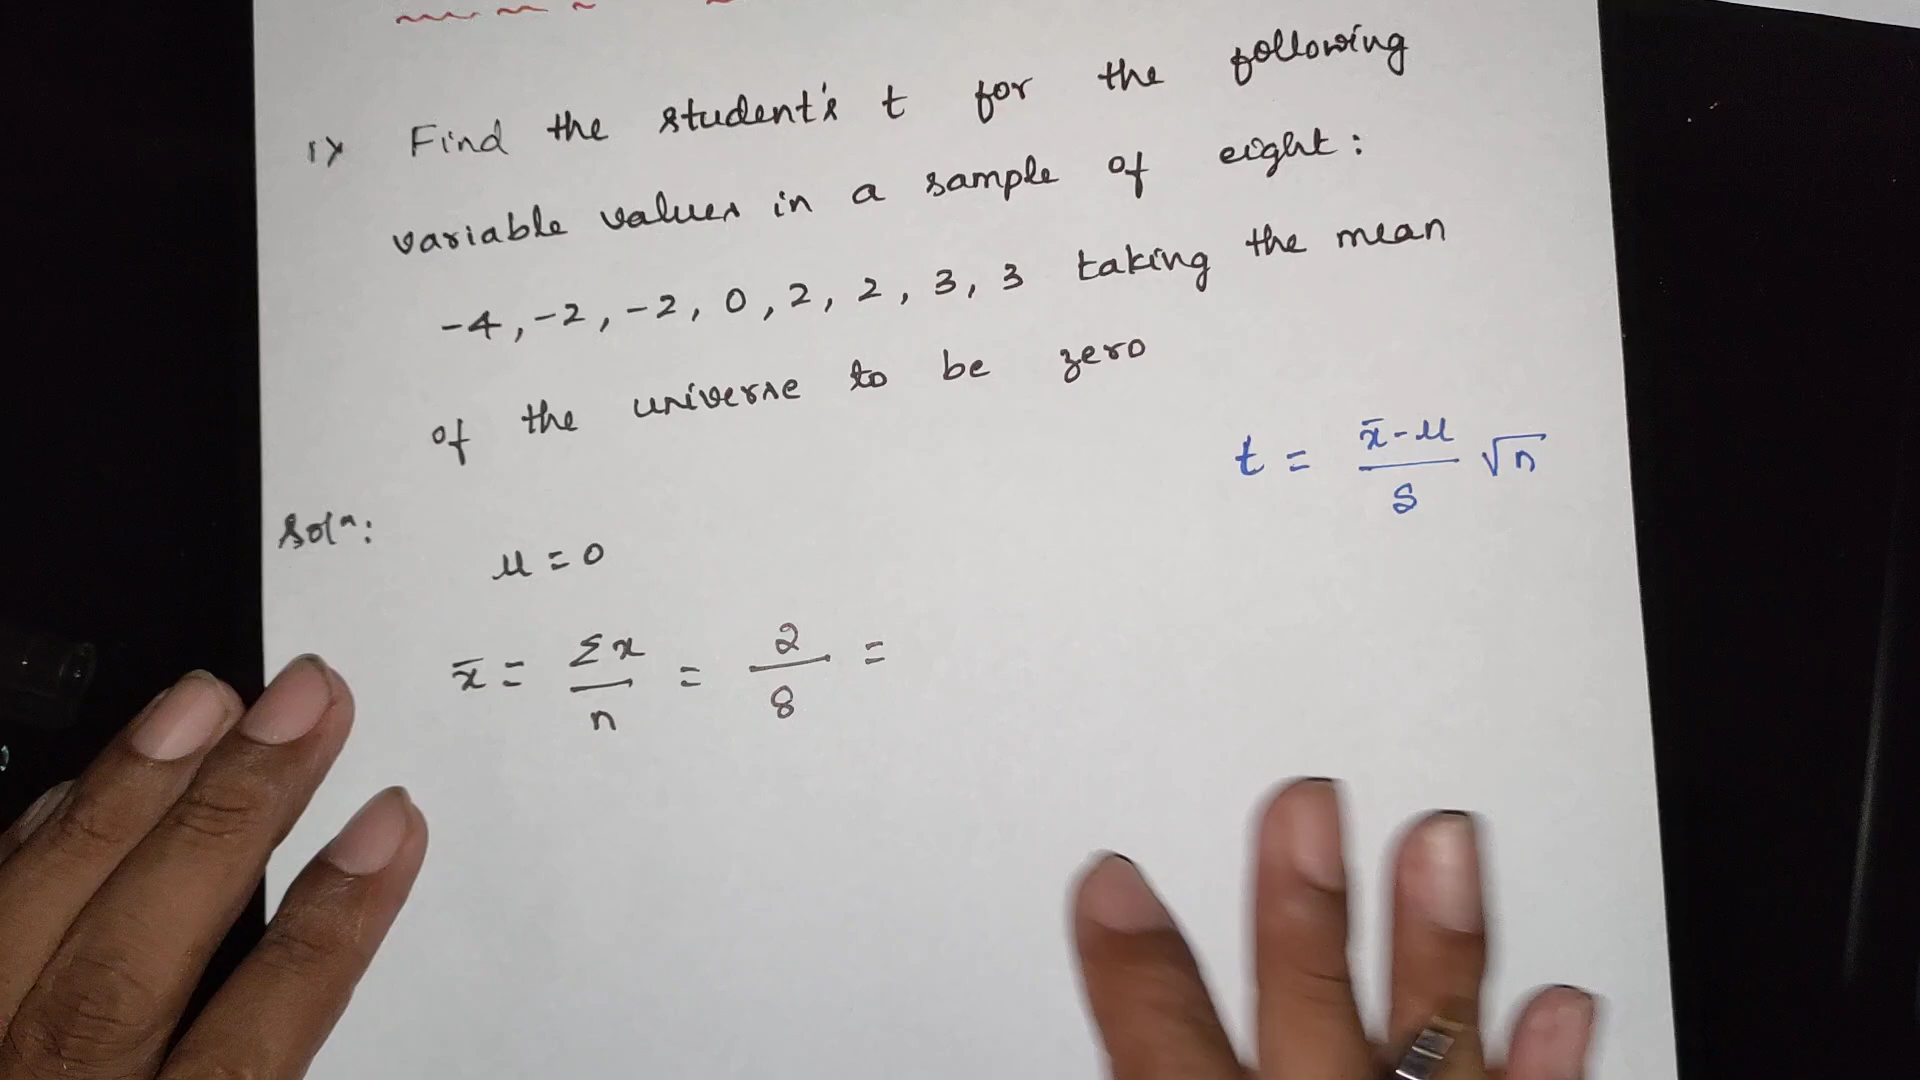 1) Find the student's t for the following
variable values in a sample of eight:
-4, -2, -2, 0, 2, 2, 3, 3 taking the mean
of the universe to be zero
t = x̄-μ / S √n
Solⁿ:
μ = 0
x̄ = Σx / n = 2 / 8 =